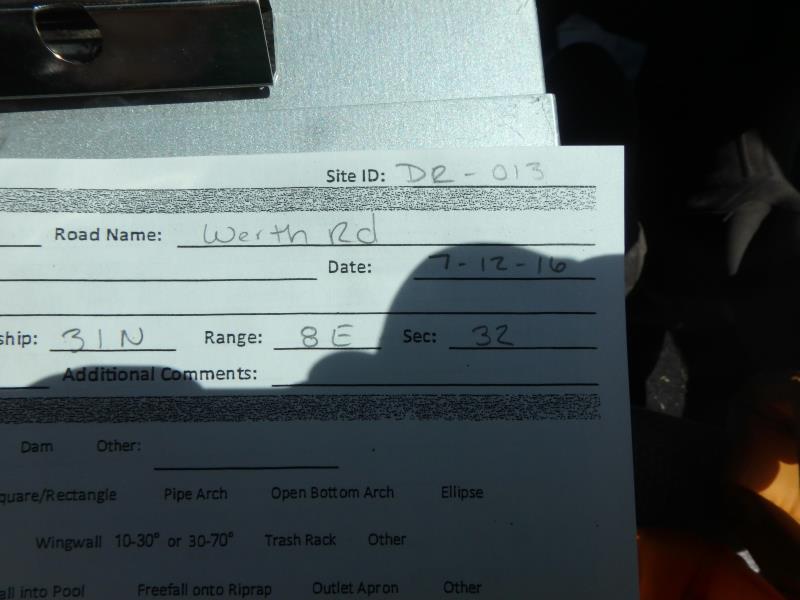 Site ID: DR-013
Road Name: Werth Rd
Date: 7-12-16
ship: 31N Range: 8E Sec: 32
Additional Comments:
Dam Other:
quare/Rectangle Pipe Arch Open Bottom Arch Ellipse
Wingwall 10-30° or 30-70° Trash Rack Other
all into Pool Freefall onto Riprap Outlet Apron Other